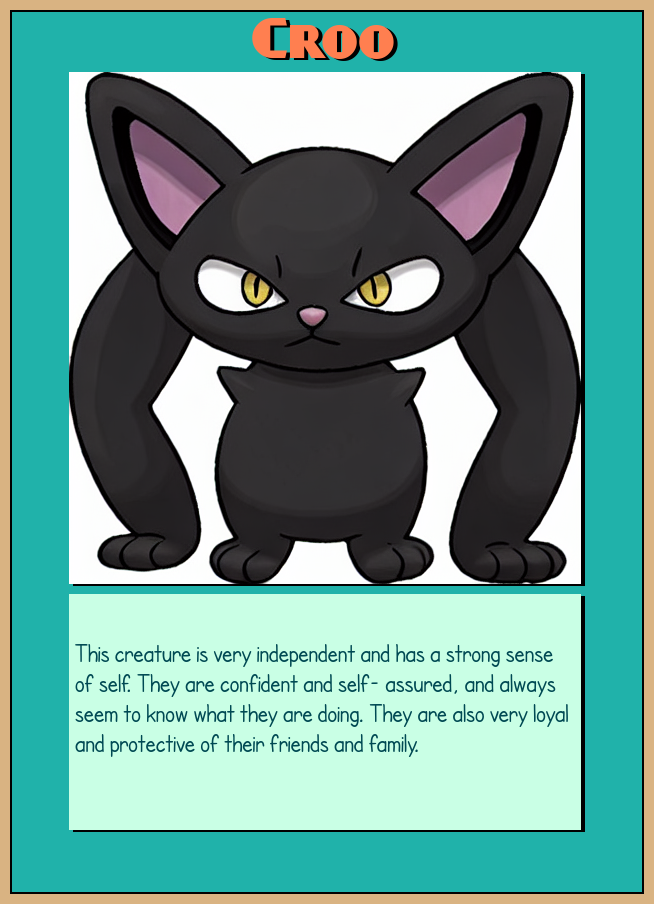 Croo
This creature is very independent and has a strong sense
of self. They are confident and self- assured, and always
seem to know what they are doing. They are also very loyal
and protective of their friends and family.